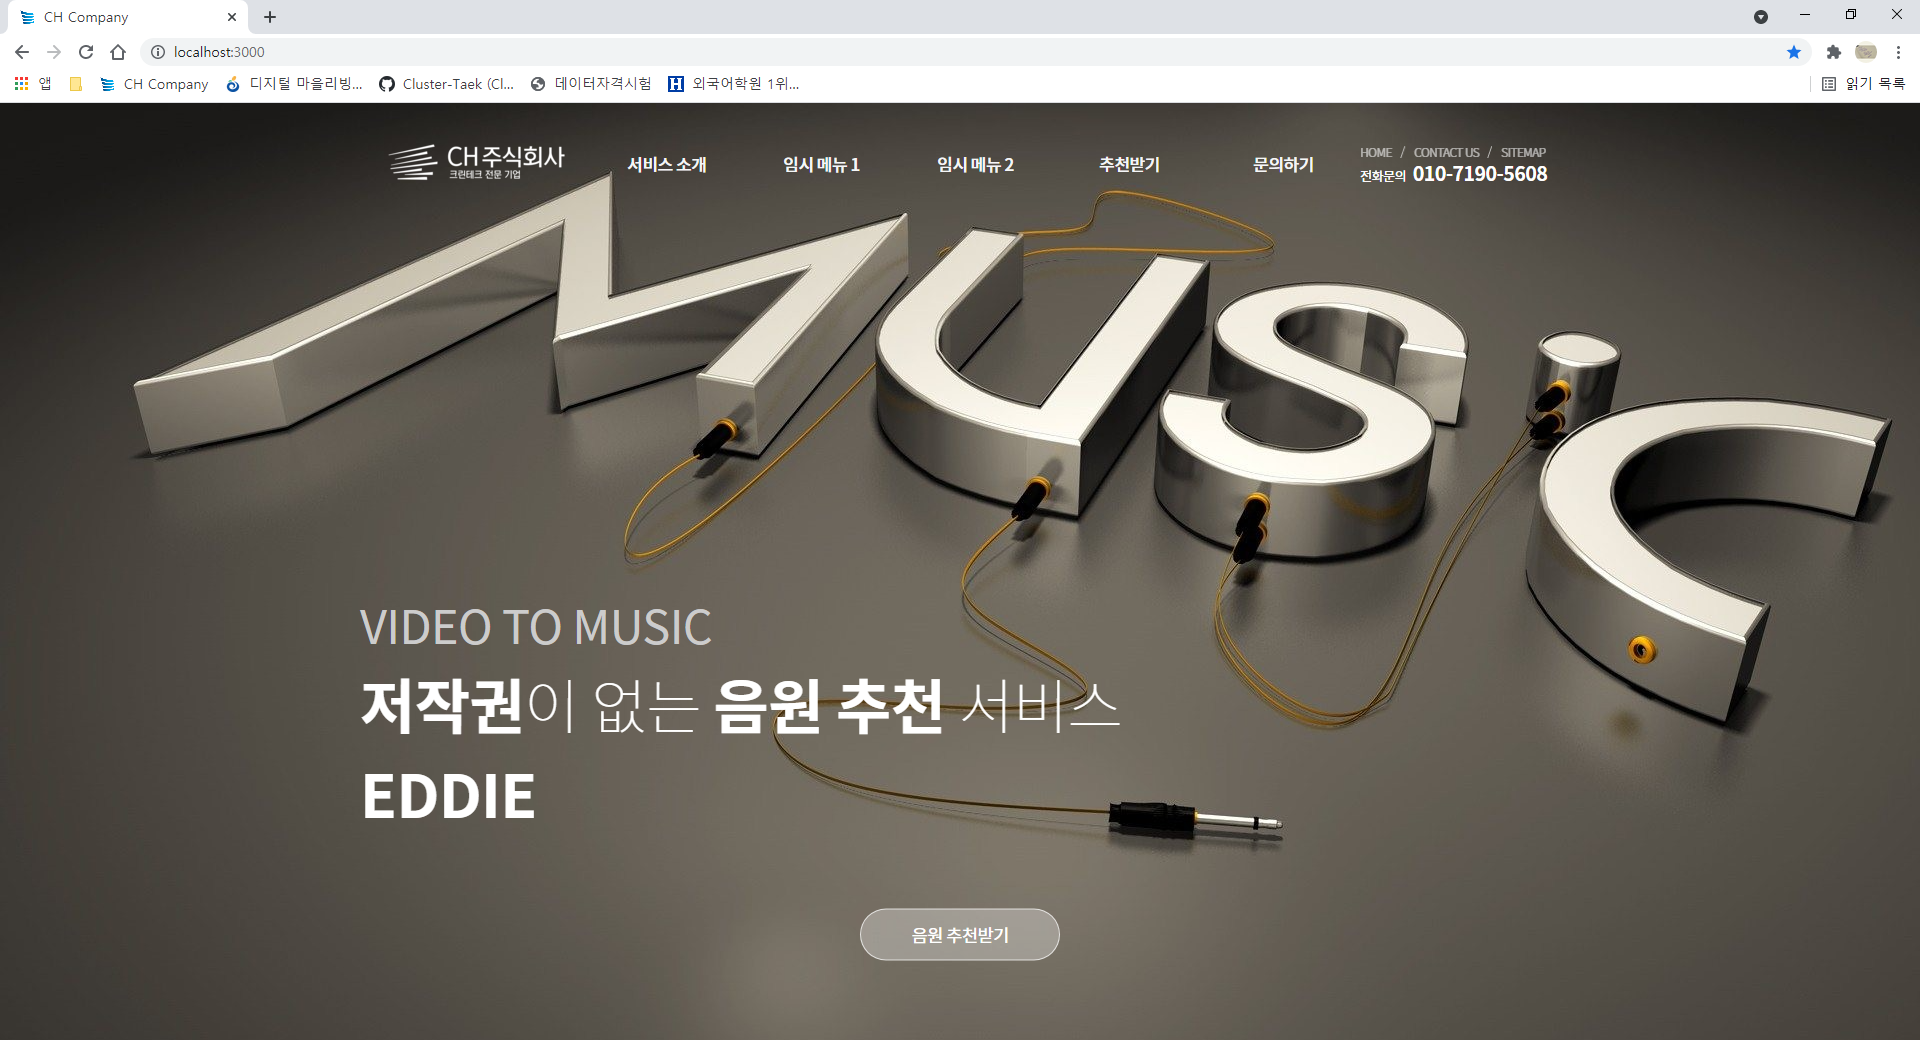 CH Company
localhost:3000
앱
CH Company
디지털 마을리빙...
Cluster-Taek (Cl...
데이터자격시험
외국어학원 1위...
읽기 목록
CH 주식회사
크린테크 전문 기업
서비스 소개
임시 메뉴 1
임시 메뉴 2
추천받기
문의하기
HOME / CONTACT US / SITEMAP
전화문의 010-7190-5608
MUSiC
VIDEO TO MUSIC
저작권이 없는 음원 추천 서비스
EDDIE
음원 추천받기